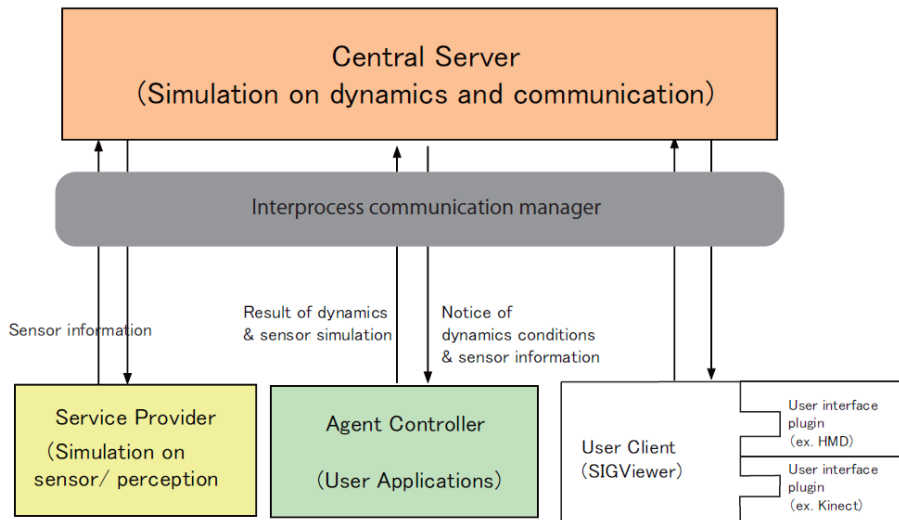 Central Server
(Simulation on dynamics and communication)
Interprocess communication manager
Sensor information
Result of dynamics
& sensor simulation
Notice of
dynamics conditions
& sensor information
Service Provider
(Simulation on
sensor/ perception
Agent Controller
(User Applications)
User Client
(SIGViewer)
User interface
plugin
(ex. HMD)
User interface
plugin
(ex. Kinect)